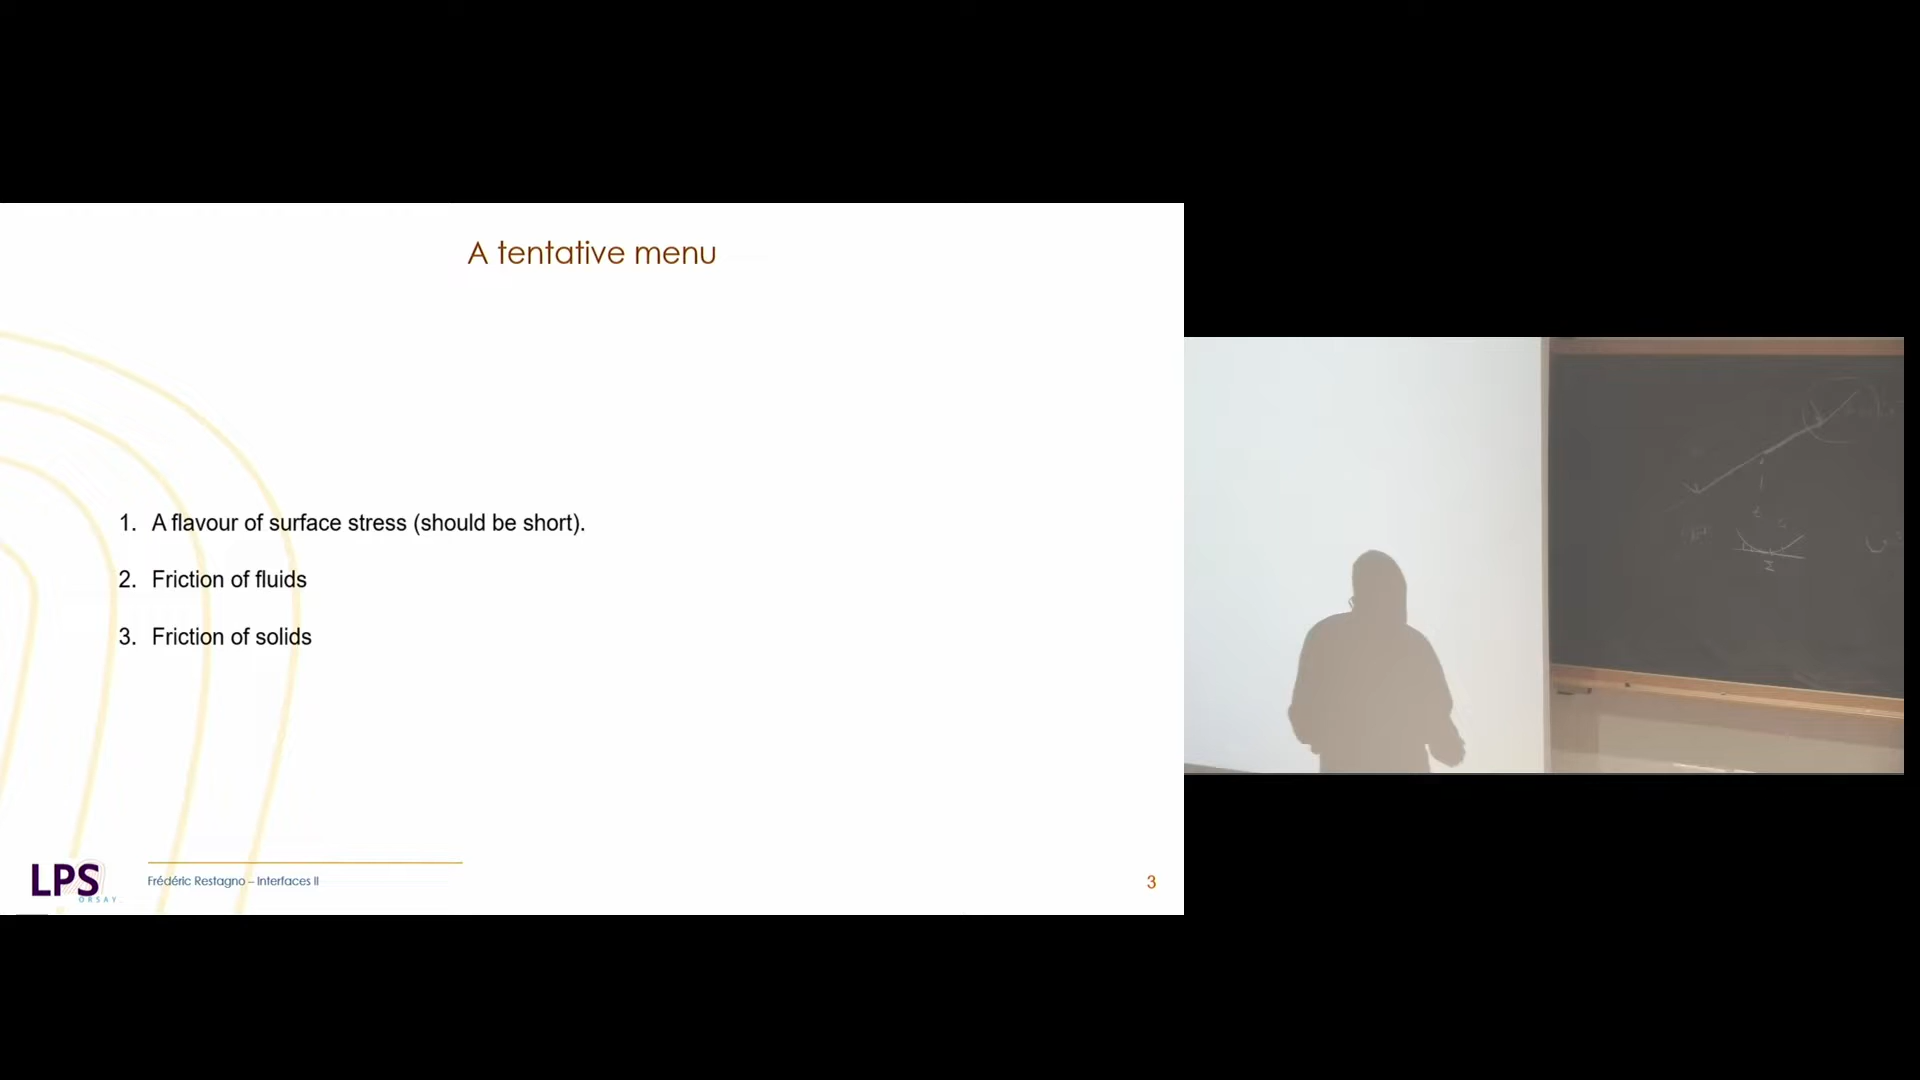 A tentative menu
1. A flavour of surface stress (should be short).
2. Friction of fluids
3. Friction of solids
LPS
ORSAY
Frédéric Restagno – Interfaces II
3